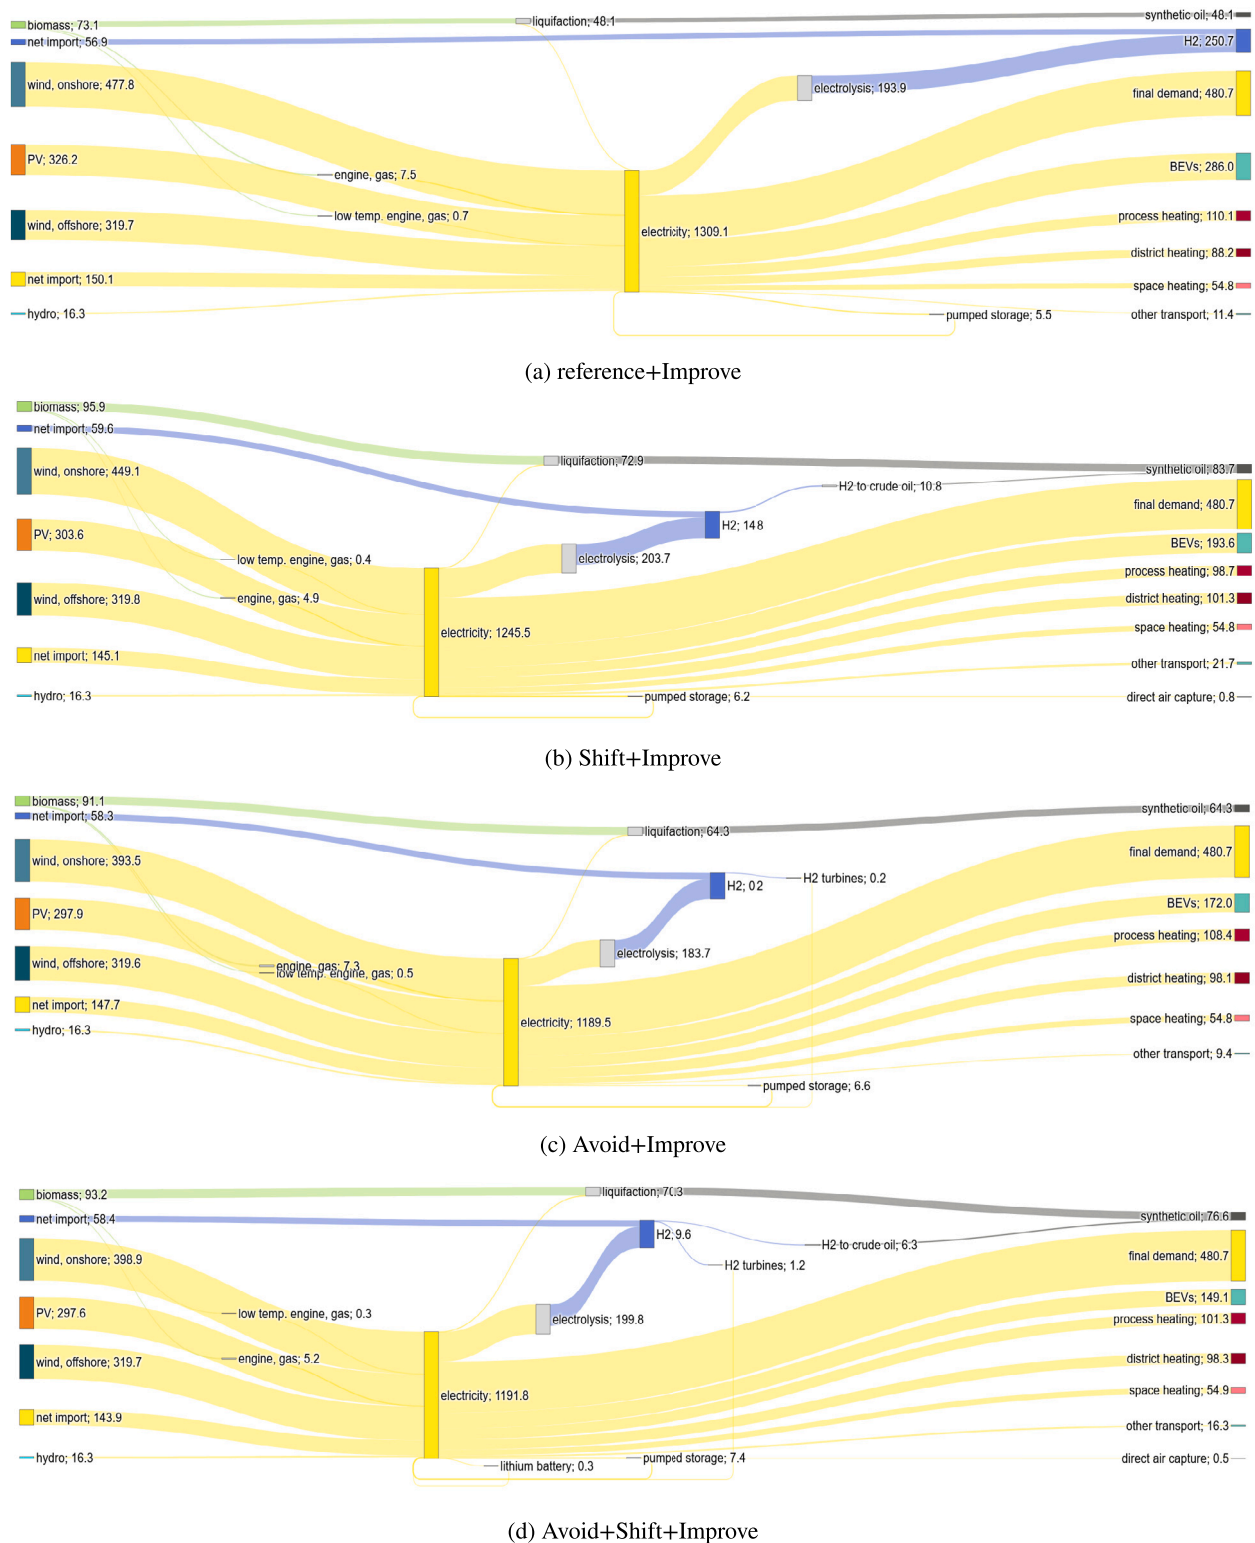 biomass; 73.1
liquifaction; 48.1
synthetic oil; 48.1
net import; 56.9
H2; 250.7
wind, onshore; 477.8
electrolysis; 193.9
final demand; 480.7
PV; 326.2
BEVs; 286.0
engine, gas; 7.5
low temp. engine, gas; 0.7
process heating; 110.1
wind, offshore; 319.7
electricity; 1309.1
district heating; 88.2
net import; 150.1
space heating; 54.8
hydro; 16.3
pumped storage; 5.5
other transport; 11.4
(a) reference+Improve
biomass; 95.9
net import; 59.6
liquifaction; 72.9
synthetic oil; 83.7
wind, onshore; 449.1
H2 to crude oil; 10.8
final demand; 480.7
H2; 148
PV; 303.6
BEVs; 193.6
low temp. engine, gas; 0.4
electrolysis; 203.7
process heating; 98.7
wind, offshore; 319.8
engine, gas; 4.9
district heating; 101.3
electricity; 1245.5
space heating; 54.8
net import; 145.1
other transport; 21.7
hydro; 16.3
pumped storage; 6.2
direct air capture; 0.8
(b) Shift+Improve
biomass; 91.1
net import; 58.3
synthetic oil; 64.3
liquifaction; 64.3
wind, onshore; 393.5
final demand; 480.7
H2 turbines; 0.2
H2; 02
PV; 297.9
BEVs; 172.0
process heating; 108.4
electrolysis; 183.7
wind, offshore; 319.6
engine, gas; 7.3
low temp. engine, gas; 0.5
district heating; 98.1
net import; 147.7
space heating; 54.8
electricity; 1189.5
hydro; 16.3
other transport; 9.4
pumped storage; 6.6
(c) Avoid+Improve
biomass; 93.2
liquifaction; 70.3
net import; 58.4
synthetic oil; 76.6
H2; 9.6
H2 to crude oil; 6.3
final demand; 480.7
wind, onshore; 398.9
H2 turbines; 1.2
BEVs; 149.1
PV; 297.6
low temp. engine, gas; 0.3
electrolysis; 199.8
process heating; 101.3
wind, offshore; 319.7
engine, gas; 5.2
district heating; 98.3
electricity; 1191.8
space heating; 54.9
net import; 143.9
other transport; 16.3
hydro; 16.3
lithium battery; 0.3
pumped storage; 7.4
direct air capture; 0.5
(d) Avoid+Shift+Improve